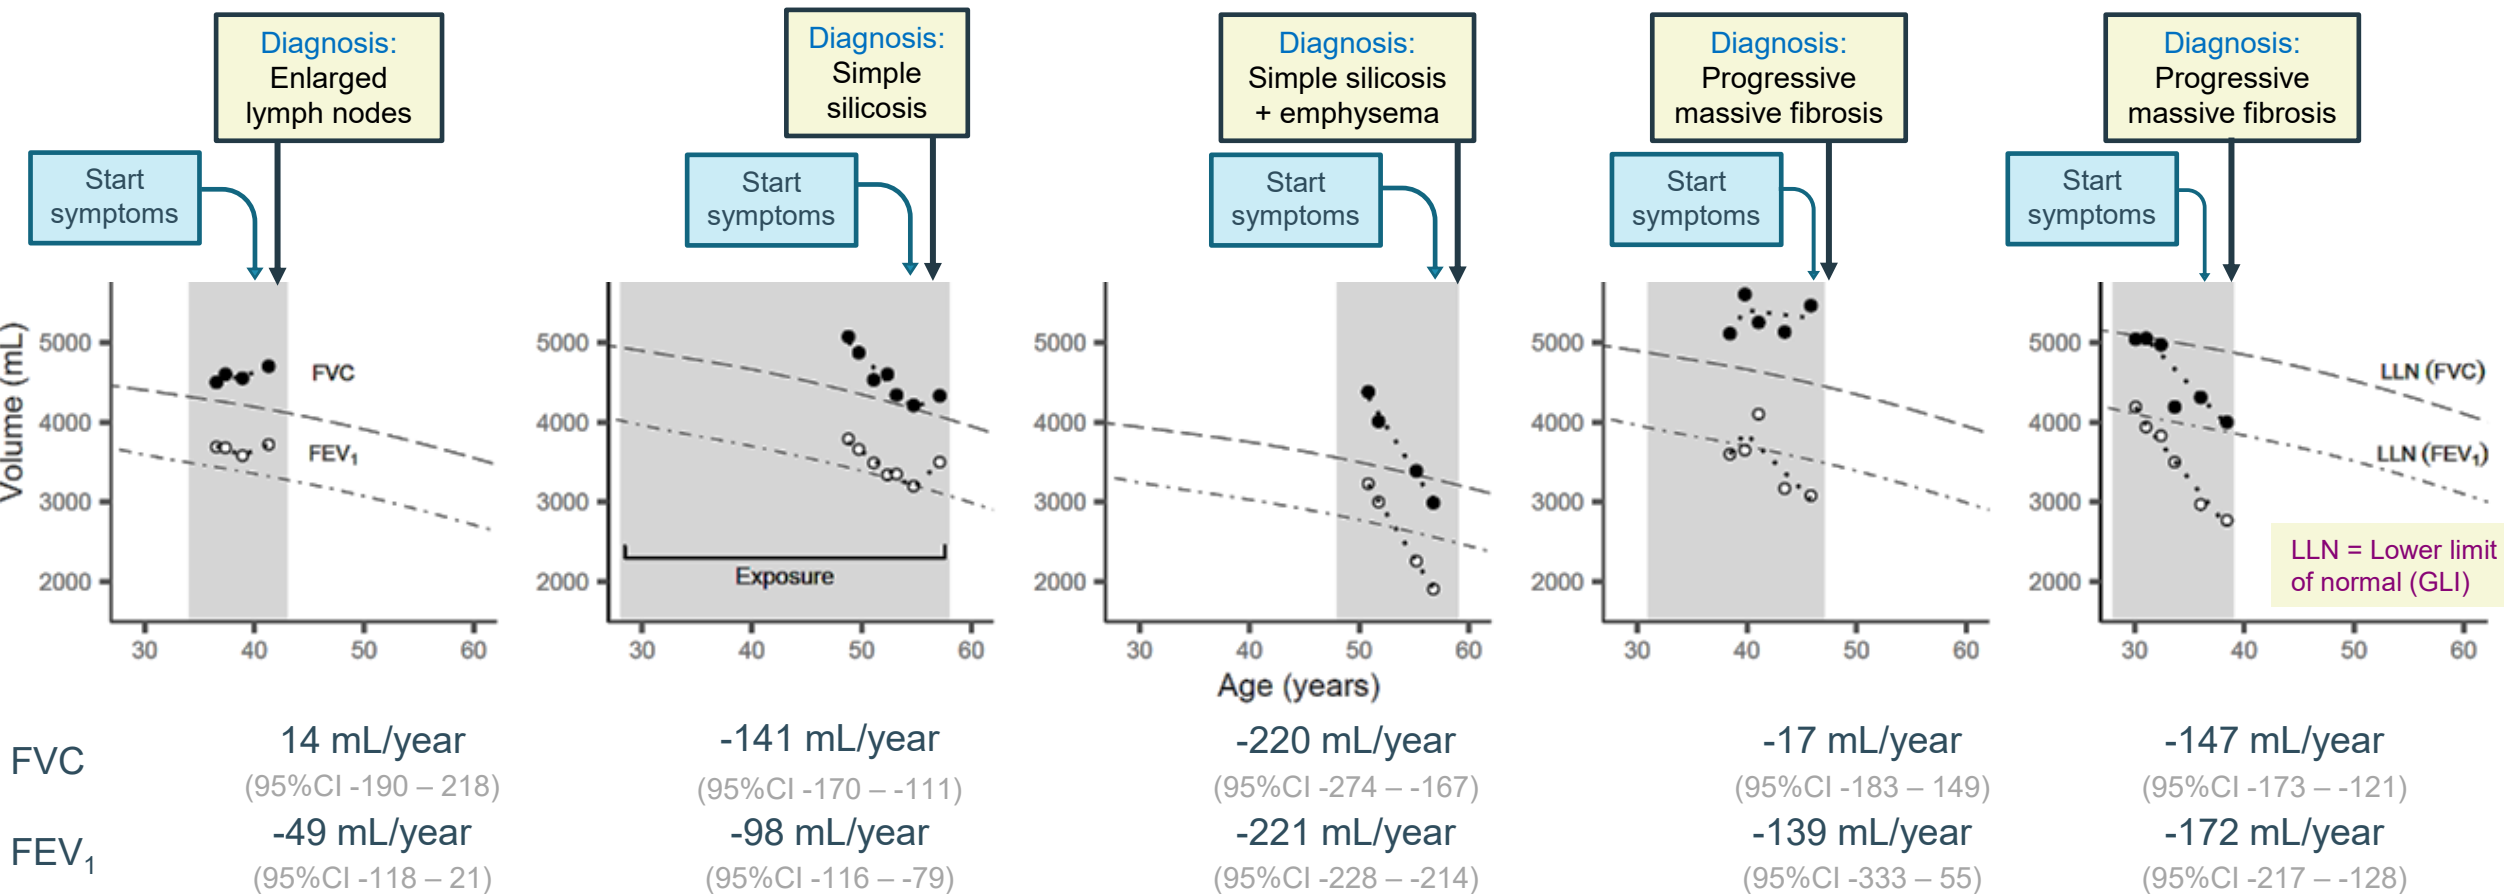 Diagnosis:
Enlarged
lymph nodes
Diagnosis:
Simple
silicosis
Diagnosis:
Simple silicosis
+ emphysema
Diagnosis:
Progressive
massive fibrosis
Diagnosis:
Progressive
massive fibrosis
Start
symptoms
Start
symptoms
Start
symptoms
Start
symptoms
Start
symptoms
Volume (mL)
5000
4000
3000
2000
FVC
FEV₁
30 40 50 60
5000
4000
3000
2000
Exposure
30 40 50 60
5000
4000
3000
2000
30 40 50 60
5000
4000
3000
2000
30 40 50 60
5000
4000
3000
2000
LLN (FVC)
LLN (FEV₁)
LLN = Lower limit
of normal (GLI)
30 40 50 60
Age (years)
FVC
14 mL/year
(95%CI -190 – 218)
-141 mL/year
(95%CI -170 – -111)
-220 mL/year
(95%CI -274 – -167)
-17 mL/year
(95%CI -183 – 149)
-147 mL/year
(95%CI -173 – -121)
FEV₁
-49 mL/year
(95%CI -118 – 21)
-98 mL/year
(95%CI -116 – -79)
-221 mL/year
(95%CI -228 – -214)
-139 mL/year
(95%CI -333 – 55)
-172 mL/year
(95%CI -217 – -128)